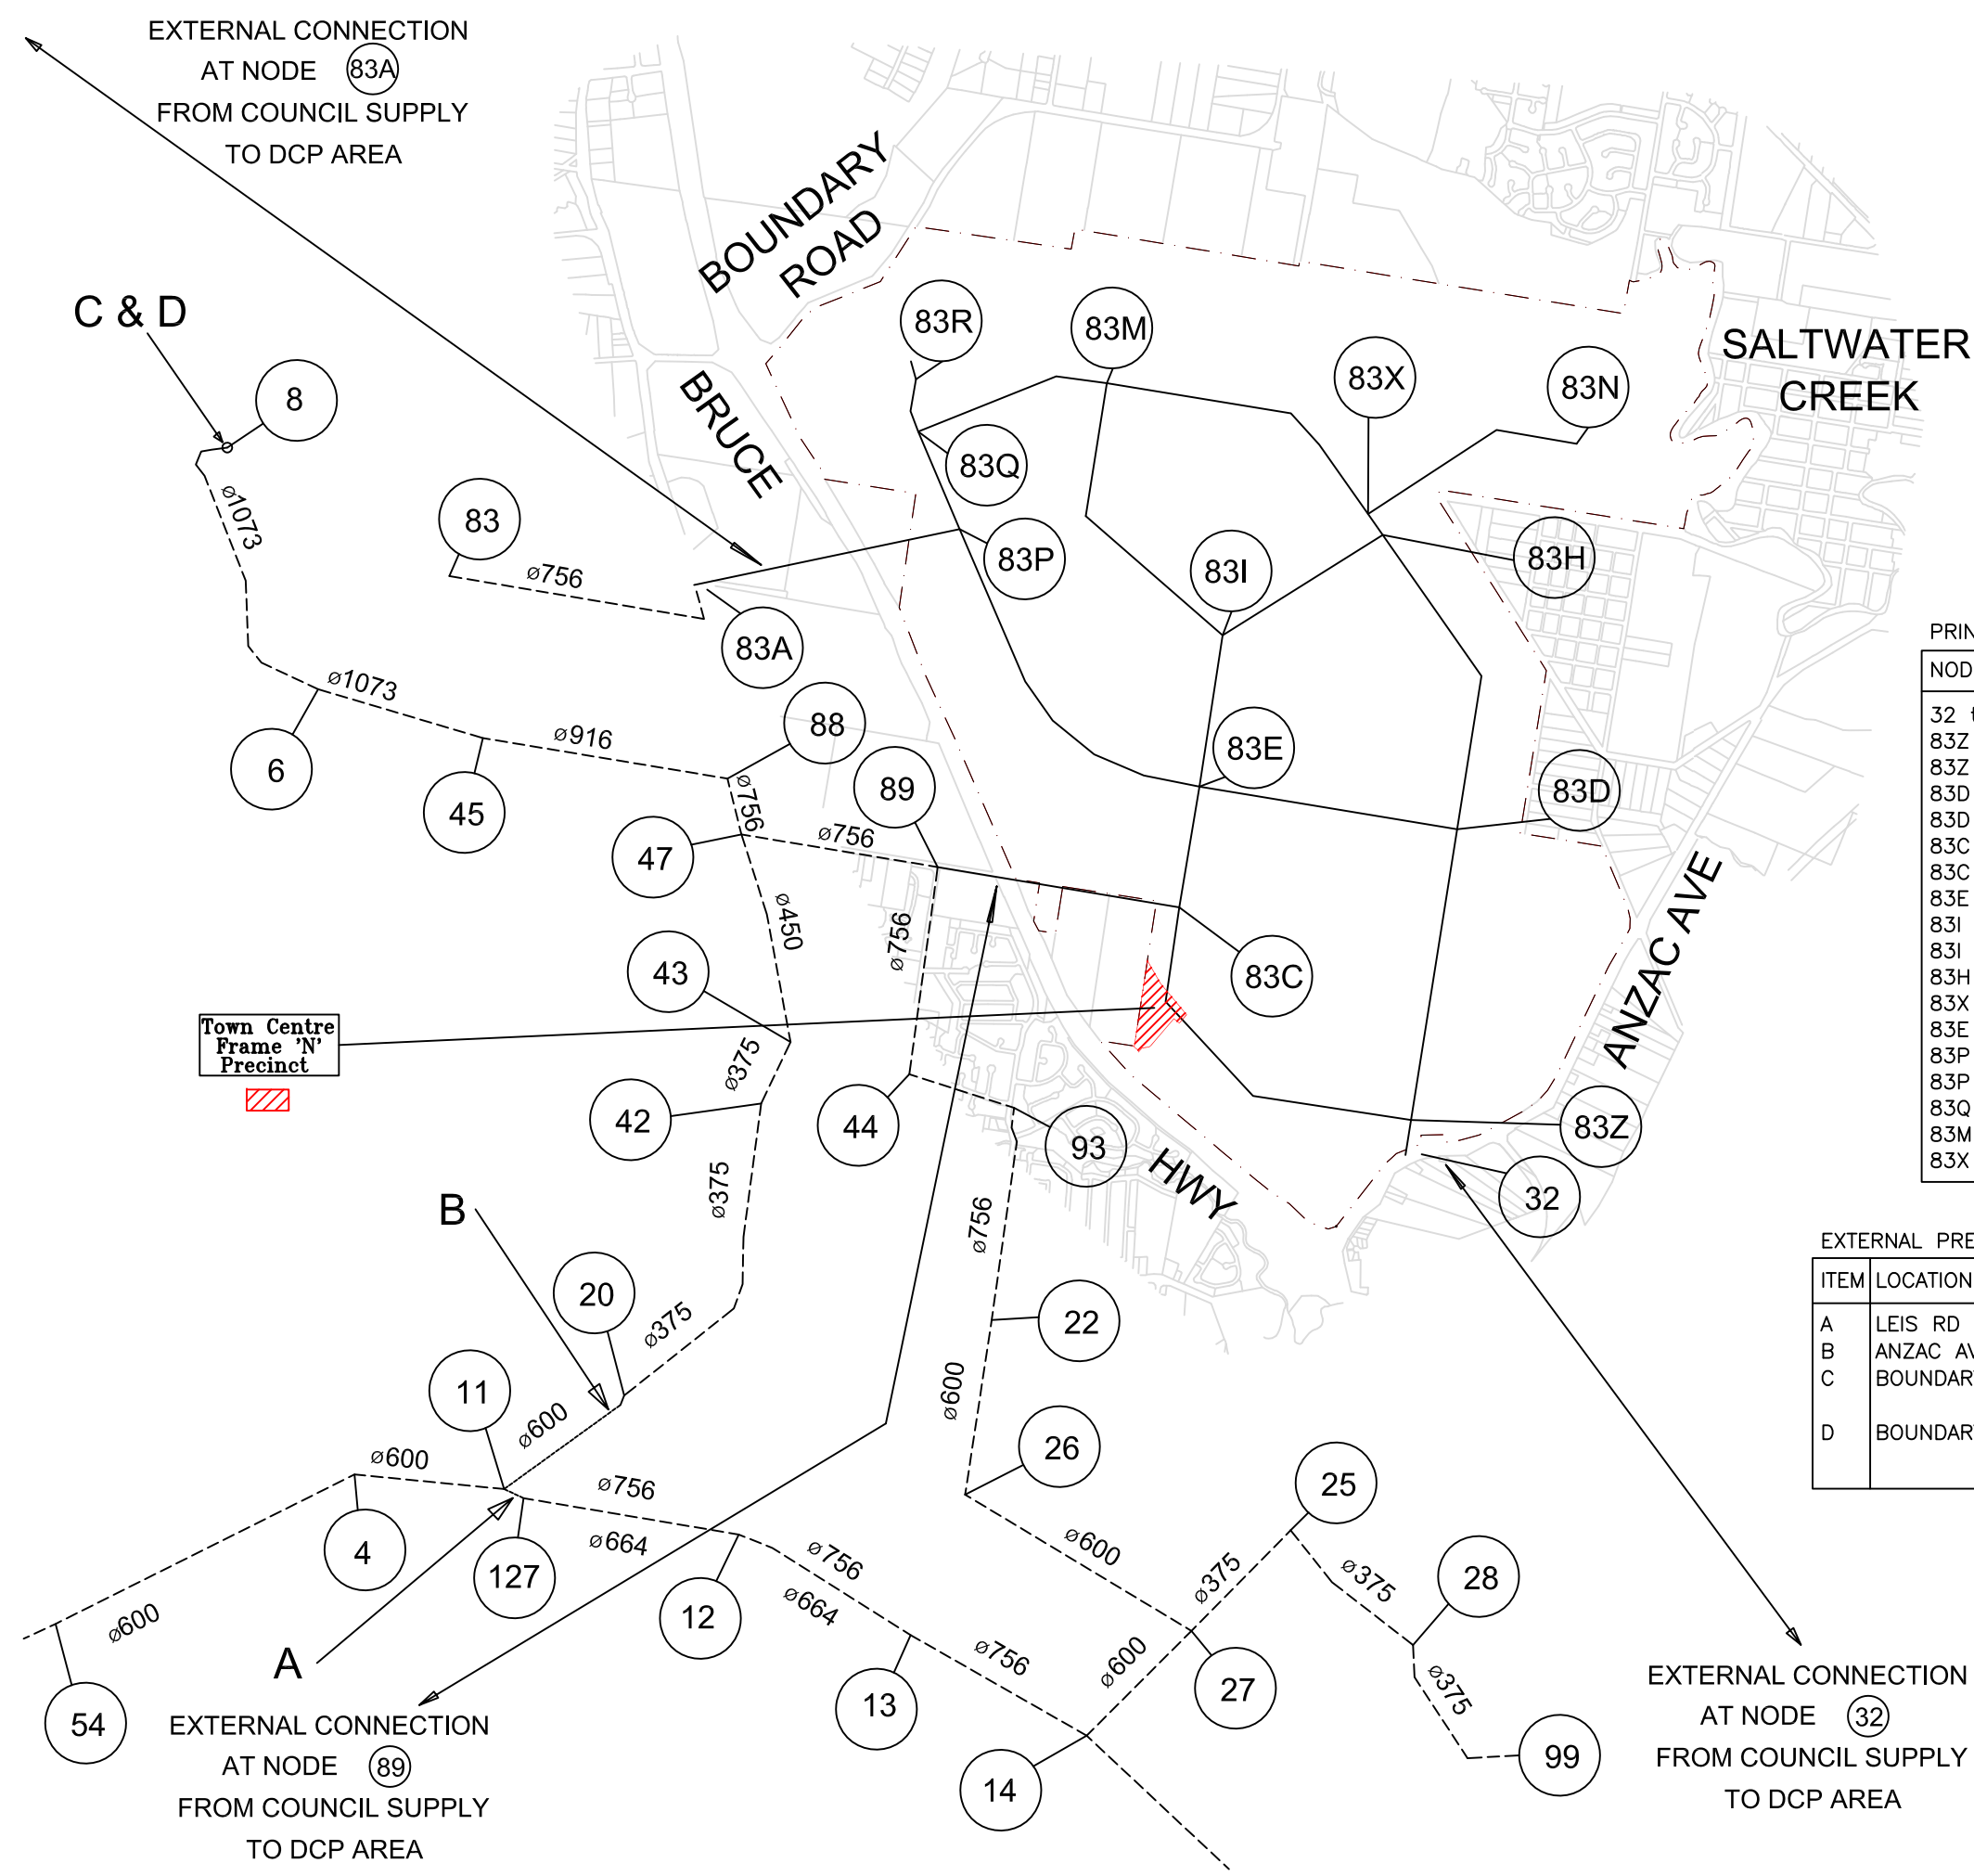 EXTERNAL CONNECTION
AT NODE 83A
FROM COUNCIL SUPPLY
TO DCP AREA
BOUNDARY
ROAD
C & D
83R
83M
SALTWATER
CREEK
83X
83N
BRUCE
8
83Q
ø1073
83
83P
83I
83H
ø756
83A
PRIN
NOD
32 t
83Z
83Z
83D
83D
83C
83C
83E
83I
83I
83H
83X
83E
83P
83P
83Q
83M
83X
ø1073
88
ø916
83E
6
45
89
83D
ø756
47
ø756
ANZAC AVE
ø450
ø756
43
83C
Town Centre
Frame 'N'
Precinct
ø375
42
44
93
83Z
HWY
ø375
B
32
ø756
20
EXTERNAL PRE
ITEM LOCATION
A LEIS RD
B ANZAC AV
C BOUNDAR
D BOUNDAR
22
ø375
11
ø600
ø600
26
ø600
ø756
25
4
127
ø664
ø756
ø600
ø375
ø375
28
12
ø664
ø600
A
54
13
ø756
ø600
27
ø375
99
14
EXTERNAL CONNECTION
AT NODE 89
FROM COUNCIL SUPPLY
TO DCP AREA
EXTERNAL CONNECTION
AT NODE 32
FROM COUNCIL SUPPLY
TO DCP AREA